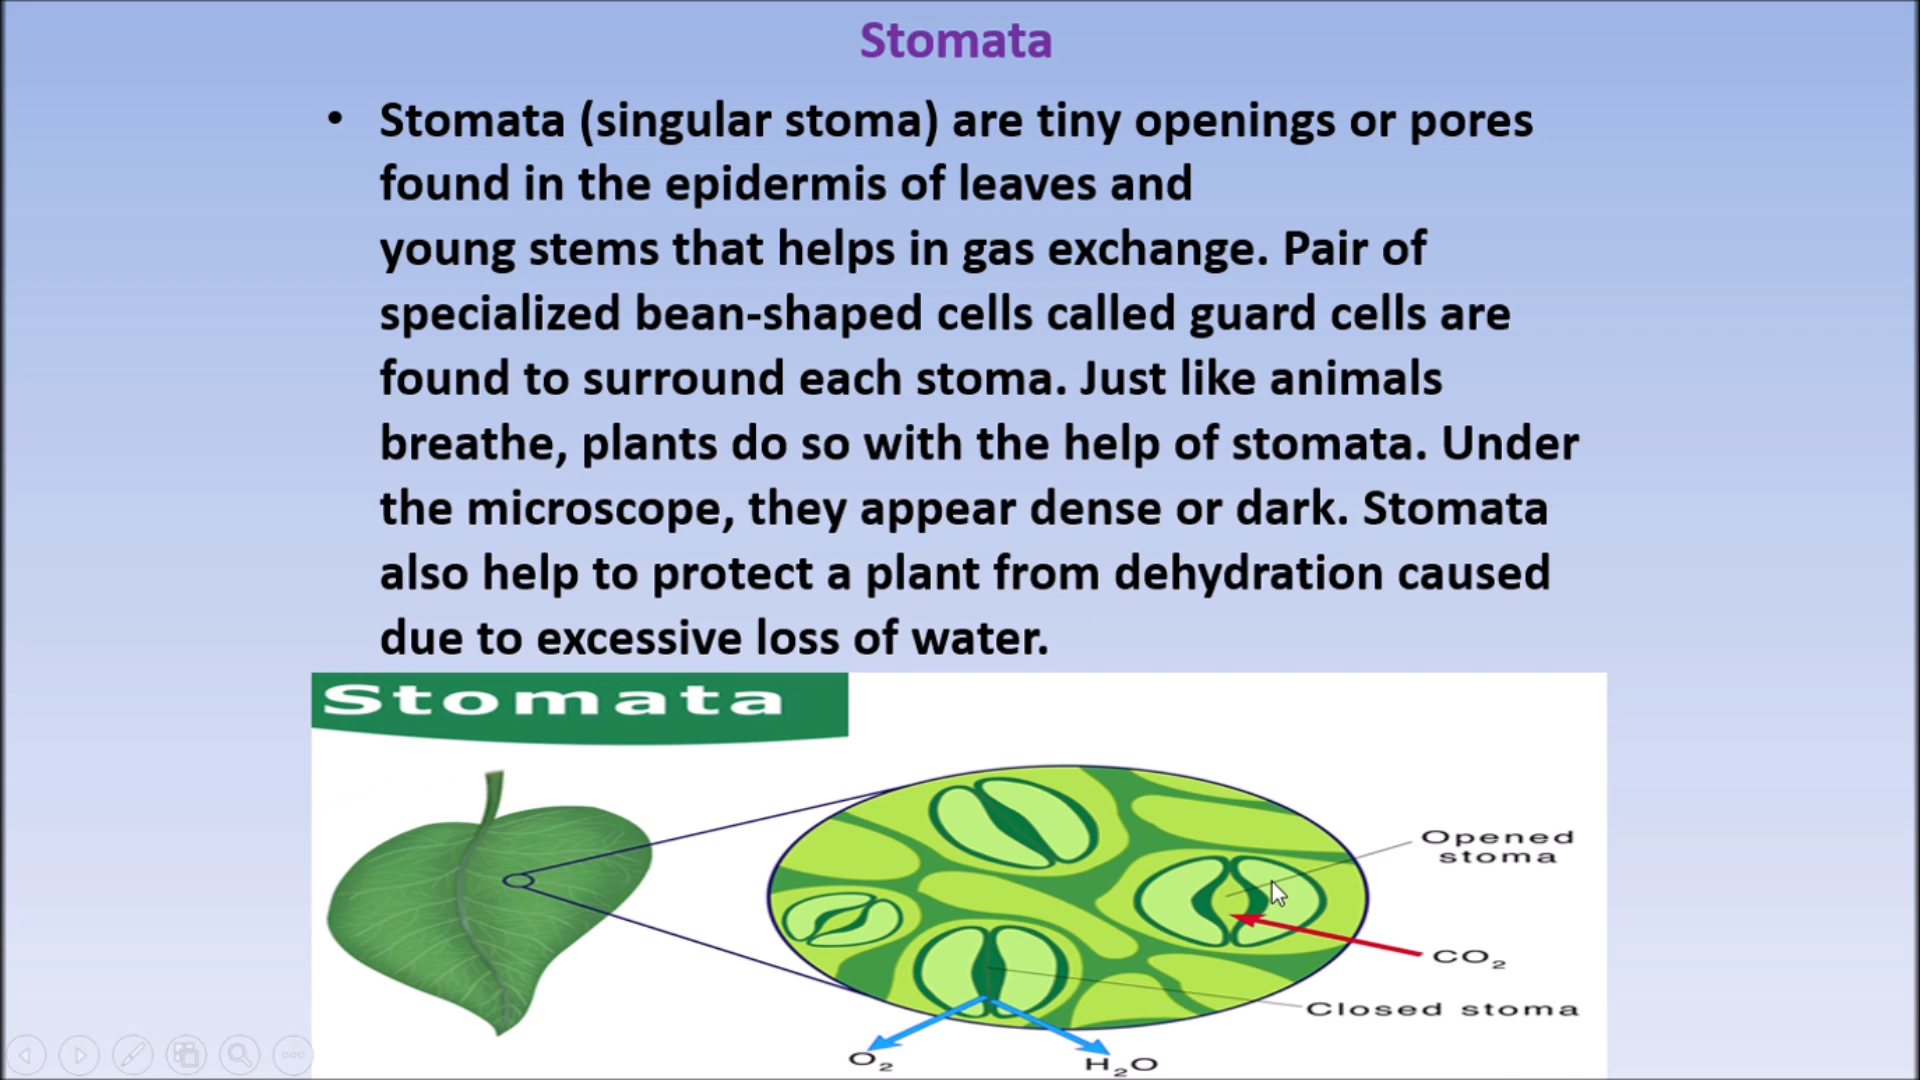 Stomata
• Stomata (singular stoma) are tiny openings or pores
found in the epidermis of leaves and
young stems that helps in gas exchange. Pair of
specialized bean-shaped cells called guard cells are
found to surround each stoma. Just like animals
breathe, plants do so with the help of stomata. Under
the microscope, they appear dense or dark. Stomata
also help to protect a plant from dehydration caused
due to excessive loss of water.
Stomata
Opened
stoma
CO₂
Closed stoma
O₂
H₂O